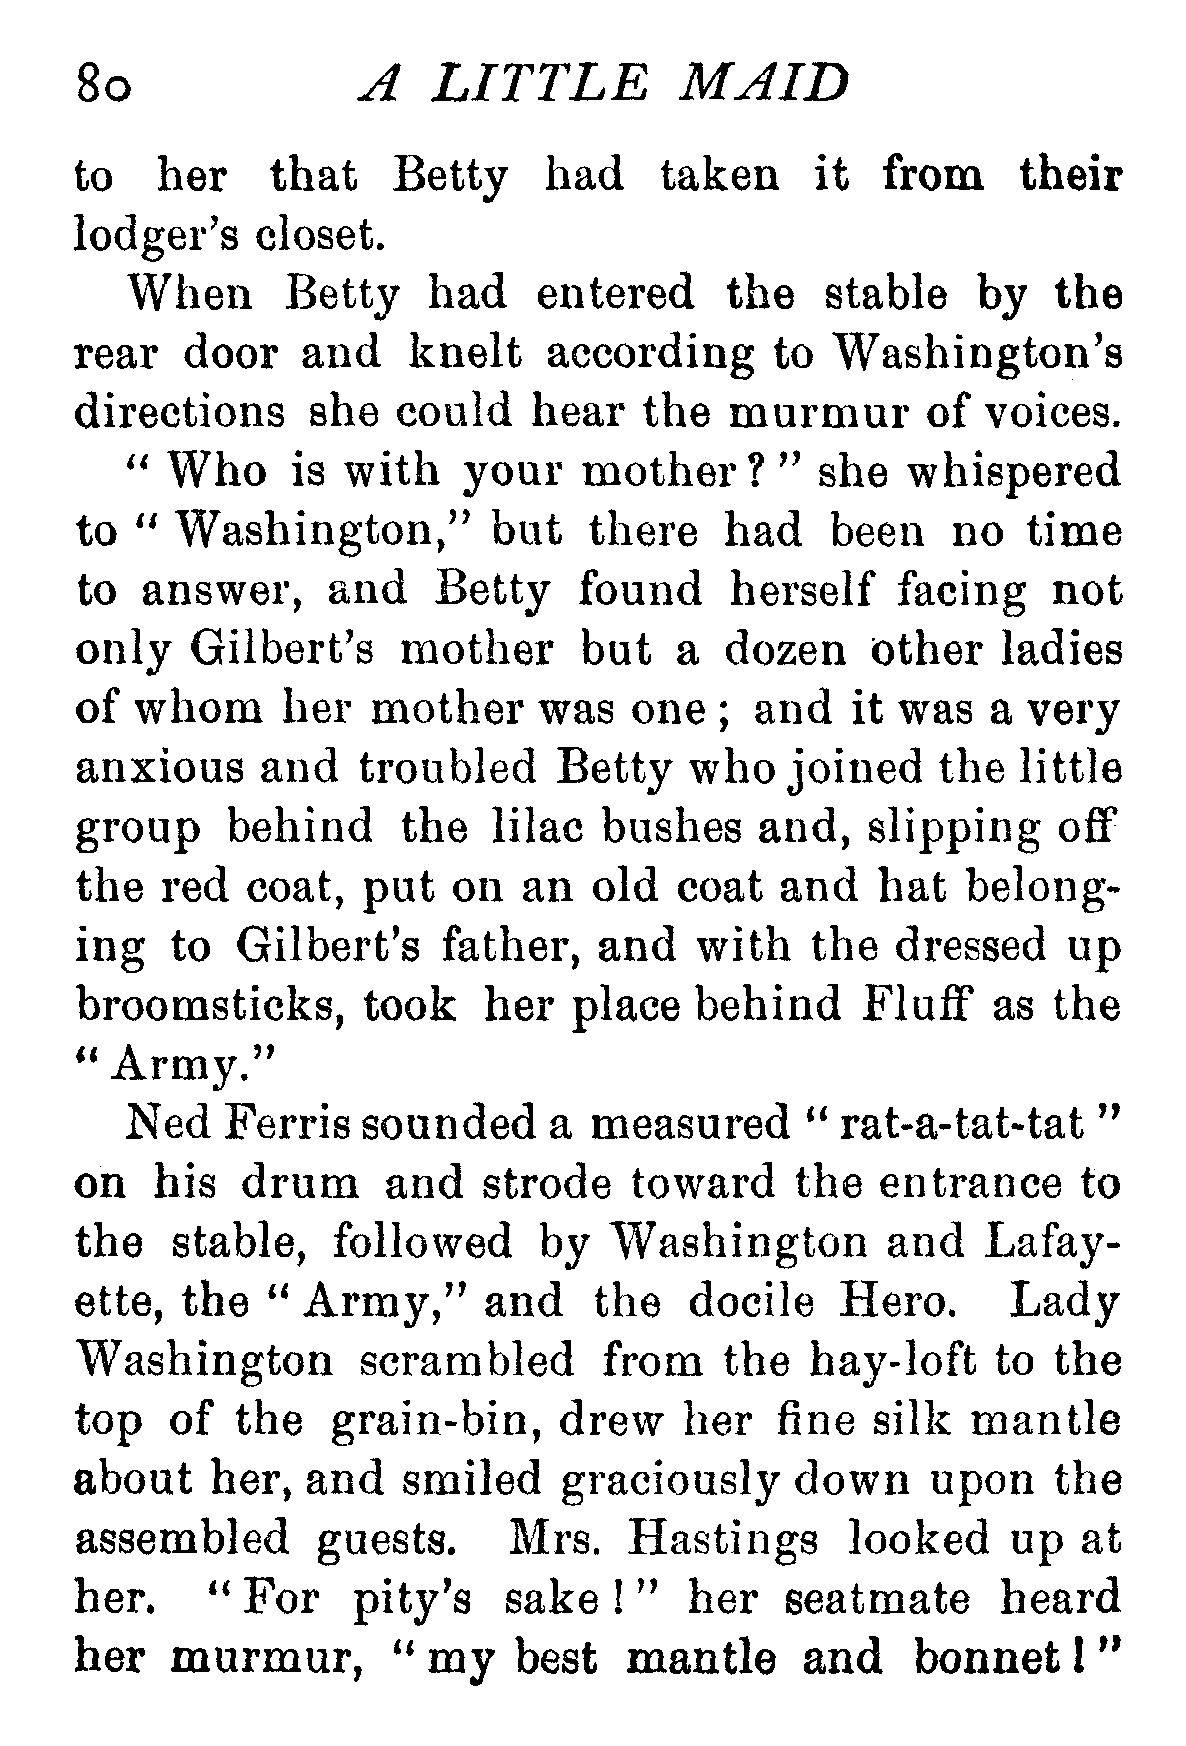 80 A LITTLE MAID
to her that Betty had taken it from their
lodger's closet.
When Betty had entered the stable by the
rear door and knelt according to Washington's
directions she could hear the murmur of voices.
“ Who is with your mother ? ” she whispered
to “ Washington,” but there had been no time
to answer, and Betty found herself facing not
only Gilbert's mother but a dozen other ladies
of whom her mother was one ; and it was a very
anxious and troubled Betty who joined the little
group behind the lilac bushes and, slipping off
the red coat, put on an old coat and hat belong-
ing to Gilbert's father, and with the dressed up
broomsticks, took her place behind Fluff as the
“ Army.”
Ned Ferris sounded a measured “ rat-a-tat-tat ”
on his drum and strode toward the entrance to
the stable, followed by Washington and Lafay-
ette, the “ Army,” and the docile Hero. Lady
Washington scrambled from the hay-loft to the
top of the grain-bin, drew her fine silk mantle
about her, and smiled graciously down upon the
assembled guests. Mrs. Hastings looked up at
her. “ For pity's sake ! ” her seatmate heard
her murmur, “ my best mantle and bonnet ! ”